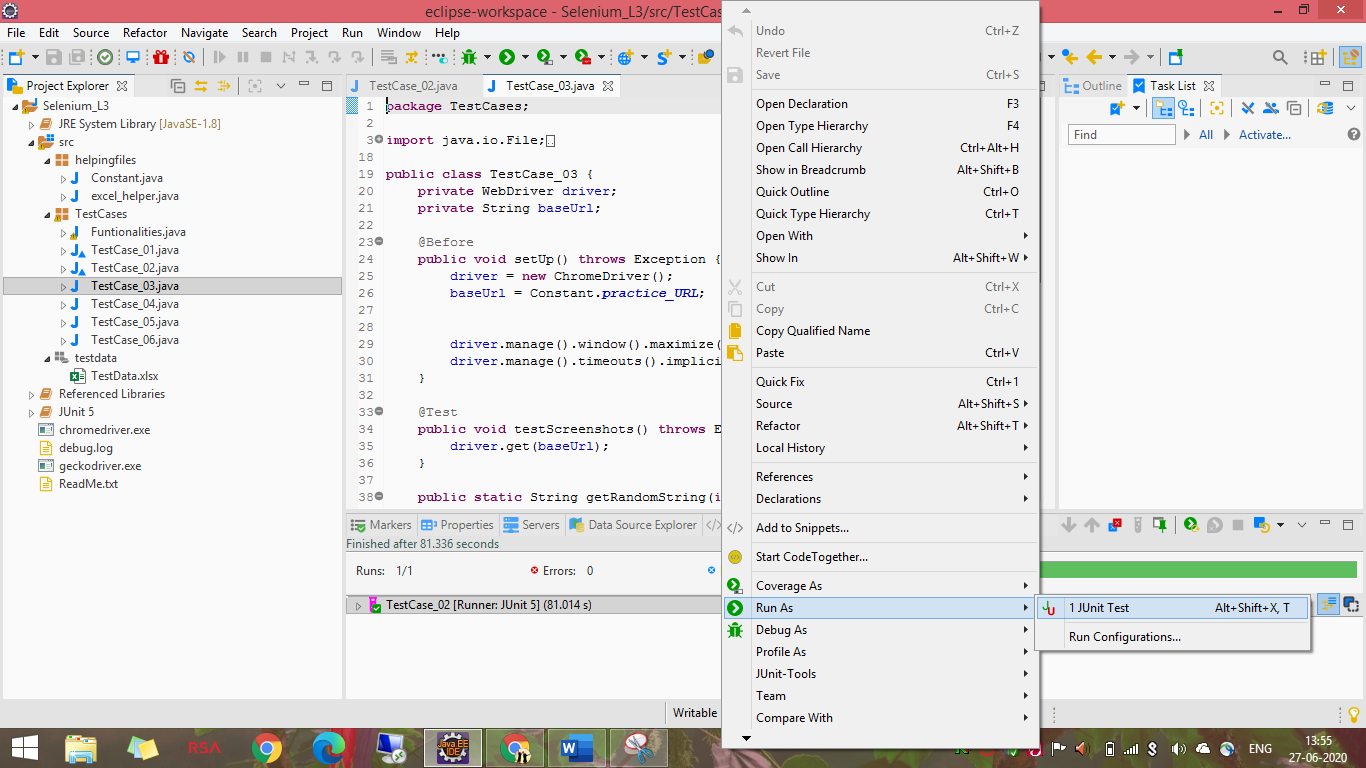 eclipse-workspace - Selenium_L3/src/TestCas
File Edit Source Refactor Navigate Search Project Run Window Help
Project Explorer
Selenium_L3
JRE System Library [JavaSE-1.8]
src
helpingfiles
Constant.java
excel_helper.java
TestCases
Funtionalities.java
TestCase_01.java
TestCase_02.java
TestCase_03.java
TestCase_04.java
TestCase_05.java
TestCase_06.java
testdata
TestData.xlsx
Referenced Libraries
JUnit 5
chromedriver.exe
debug.log
geckodriver.exe
ReadMe.txt
TestCase_02.java TestCase_03.java
1 package TestCases;
2
3 import java.io.File;
18
19 public class TestCase_03 {
20 private WebDriver driver;
21 private String baseUrl;
22
23 @Before
24 public void setUp() throws Exception {
25 driver = new ChromeDriver();
26 baseUrl = Constant.practice_URL;
27
28
29 driver.manage().window().maximize(
30 driver.manage().timeouts().implici
31 }
32
33 @Test
34 public void testScreenshots() throws E
35 driver.get(baseUrl);
36 }
37
38 public static String getRandomString(i
Markers Properties Servers Data Source Explorer
Finished after 81.336 seconds
Runs: 1/1 Errors: 0
TestCase_02 [Runner: JUnit 5] (81.014 s)
Writable
Undo Ctrl+Z
Revert File
Save Ctrl+S
Open Declaration F3
Open Type Hierarchy F4
Open Call Hierarchy Ctrl+Alt+H
Show in Breadcrumb Alt+Shift+B
Quick Outline Ctrl+O
Quick Type Hierarchy Ctrl+T
Open With
Show In Alt+Shift+W
Cut Ctrl+X
Copy Ctrl+C
Copy Qualified Name
Paste Ctrl+V
Quick Fix Ctrl+1
Source Alt+Shift+S
Refactor Alt+Shift+T
Local History
References
Declarations
Add to Snippets...
Start CodeTogether...
Coverage As
Run As
Debug As
Profile As
JUnit-Tools
Team
Compare With
1 JUnit Test Alt+Shift+X, T
Run Configurations...
Outline Task List
Find All Activate...
RSA
Java EE
IDE
ENG
13:55
27-06-2020